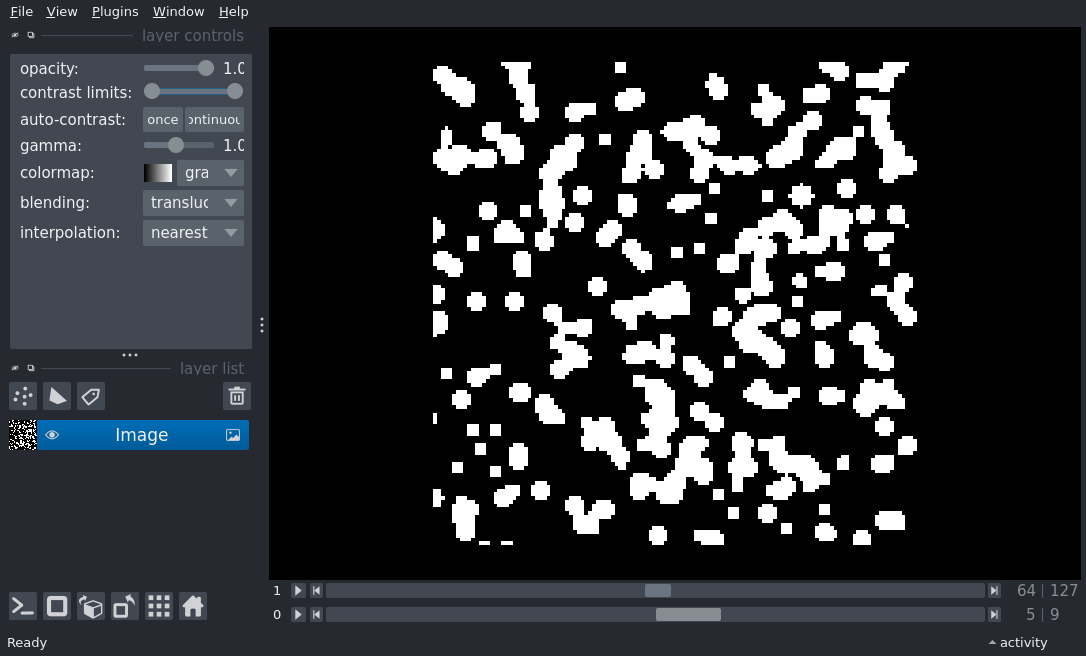 File View Plugins Window Help
layer controls
opacity: 1.0
contrast limits:
auto-contrast: once ontinuou
gamma: 1.0
colormap: gra
blending: transluc
interpolation: nearest
layer list
Image
1 64 | 127
0 5 | 9
Ready activity